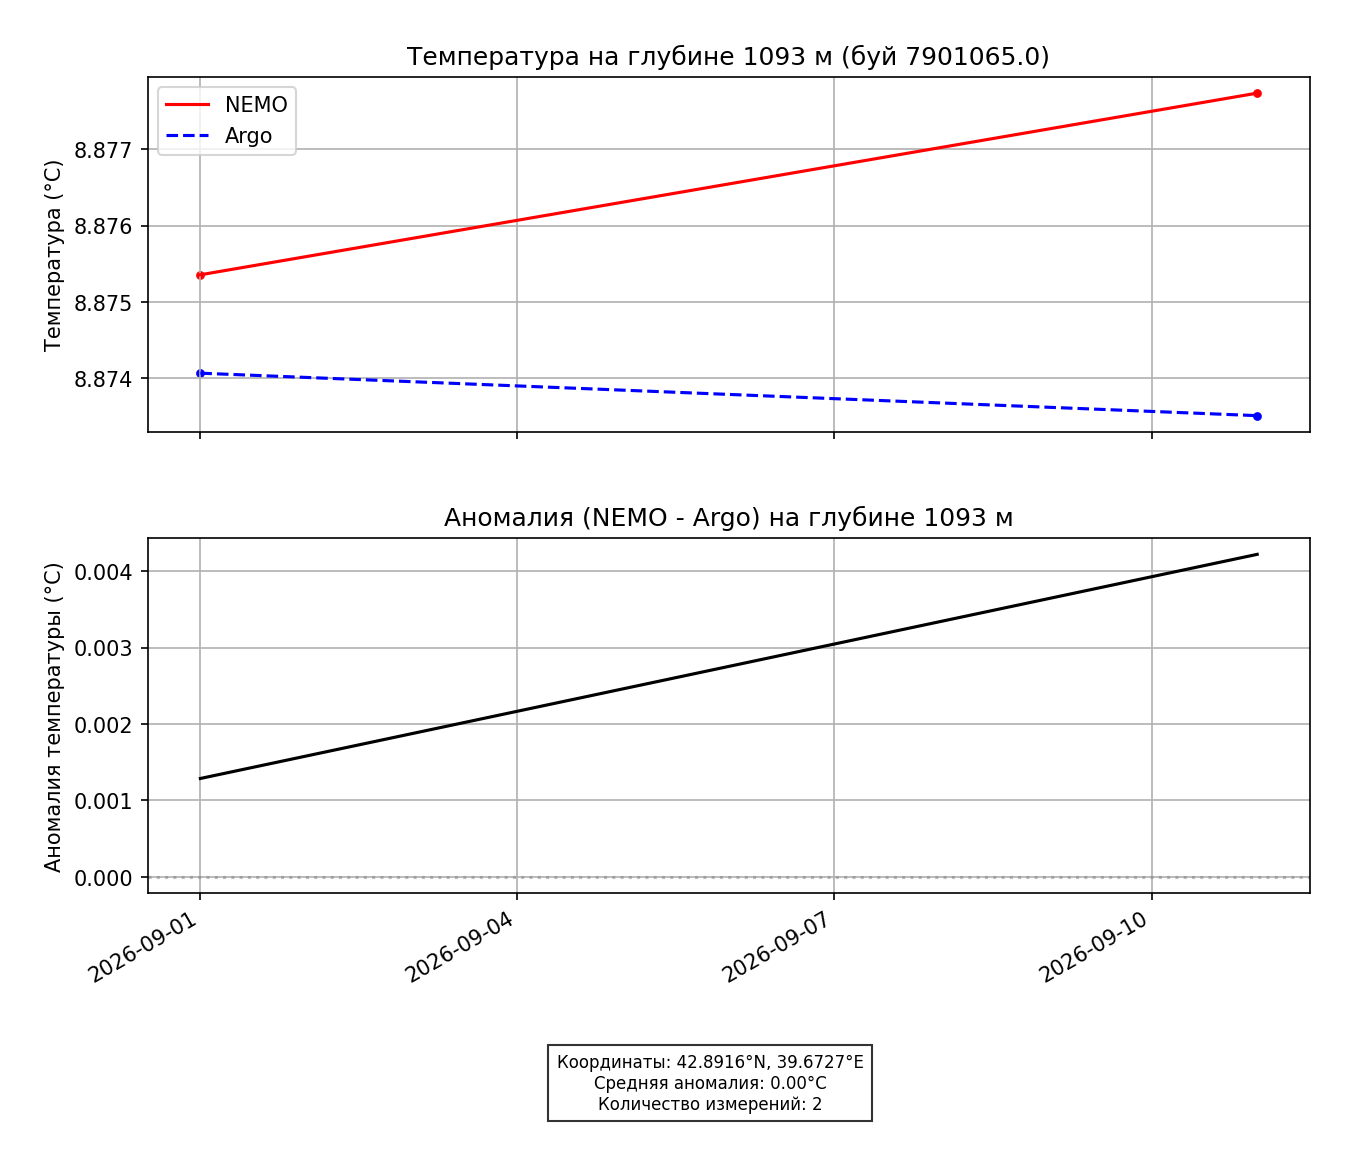 Температура на глубине 1093 м (буй 7901065.0)
NEMO
Argo
Температура (°C)
8.877
8.876
8.875
8.874
Аномалия (NEMO - Argo) на глубине 1093 м
Аномалия температуры (°C)
0.004
0.003
0.002
0.001
0.000
2026-09-01
2026-09-04
2026-09-07
2026-09-10
Координаты: 42.8916°N, 39.6727°E
Средняя аномалия: 0.00°C
Количество измерений: 2